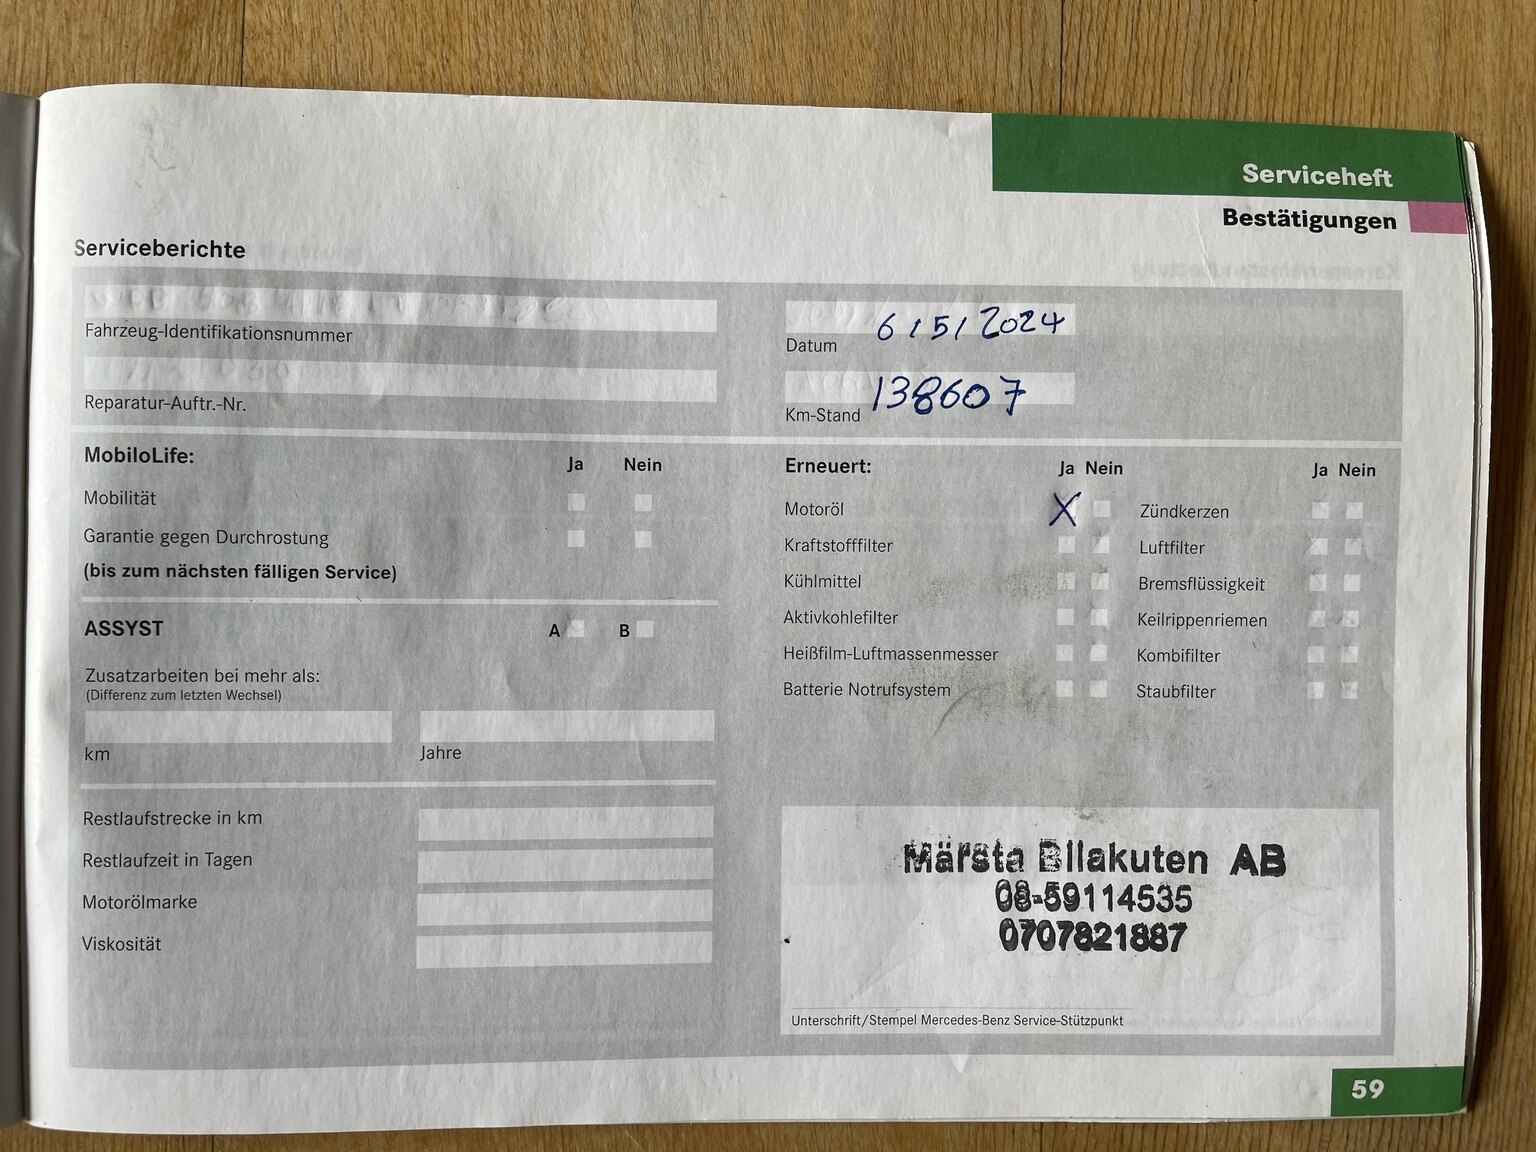 Serviceheft
Bestätigungen
Serviceberichte
Fahrzeug-Identifikationsnummer
Reparatur-Auftr.-Nr.
Datum 6/5/2024
Km-Stand 138607
MobiloLife: Ja Nein
Mobilität
Garantie gegen Durchrostung
(bis zum nächsten fälligen Service)
ASSYST A B
Zusatzarbeiten bei mehr als:
(Differenz zum letzten Wechsel)
km Jahre
Restlaufstrecke in km
Restlaufzeit in Tagen
Motorölmarke
Viskosität
Erneuert: Ja Nein Ja Nein
Motoröl X Zündkerzen
Kraftstofffilter Luftfilter
Kühlmittel Bremsflüssigkeit
Aktivkohlefilter Keilrippenriemen
Heißfilm-Luftmassenmesser Kombifilter
Batterie Notrufsystem Staubfilter
Märsta Bilakuten AB
08-59114535
0707821887
Unterschrift/Stempel Mercedes-Benz Service-Stützpunkt
59